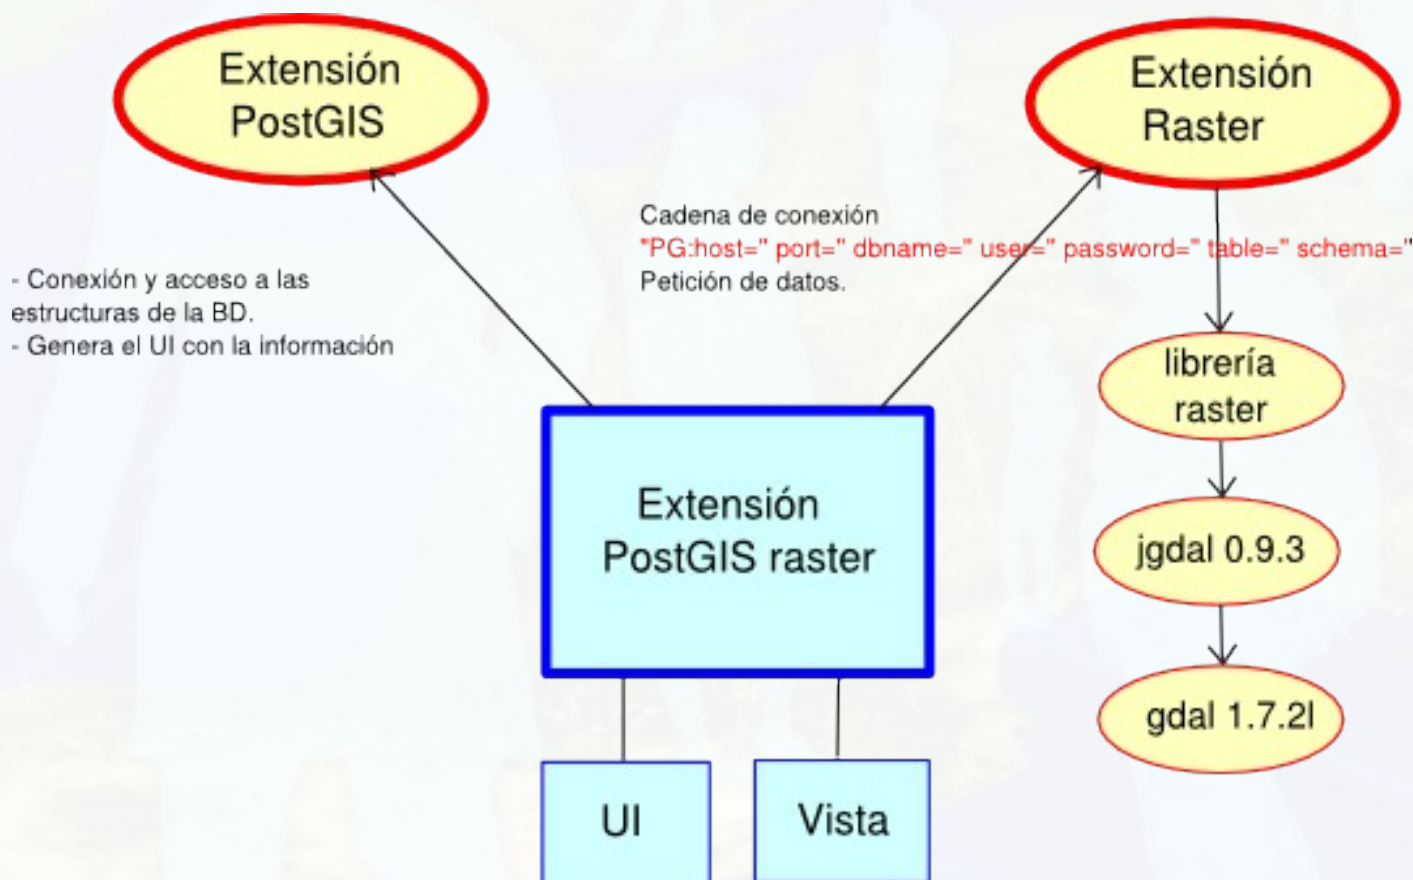 Extensión
PostGIS
Extensión
Raster
Cadena de conexión
"PG:host='' port='' dbname='' user='' password='' table='' schema=''
Petición de datos.
- Conexión y acceso a las
estructuras de la BD.
- Genera el UI con la información
librería
raster
Extensión
PostGIS raster
jgdal 0.9.3
gdal 1.7.2l
UI
Vista